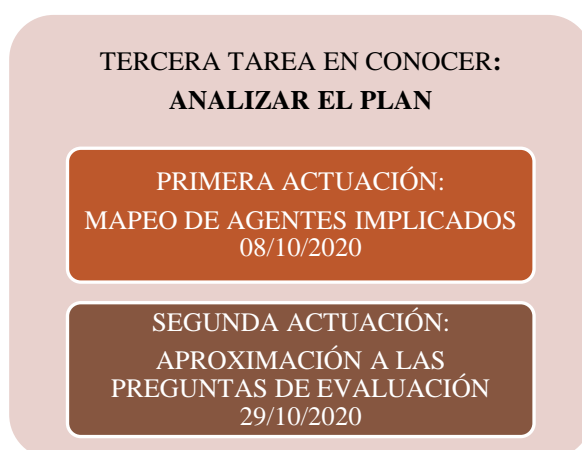 TERCERA TAREA EN CONOCER:
ANALIZAR EL PLAN
PRIMERA ACTUACIÓN:
MAPEO DE AGENTES IMPLICADOS
08/10/2020
SEGUNDA ACTUACIÓN:
APROXIMACIÓN A LAS
PREGUNTAS DE EVALUACIÓN
29/10/2020